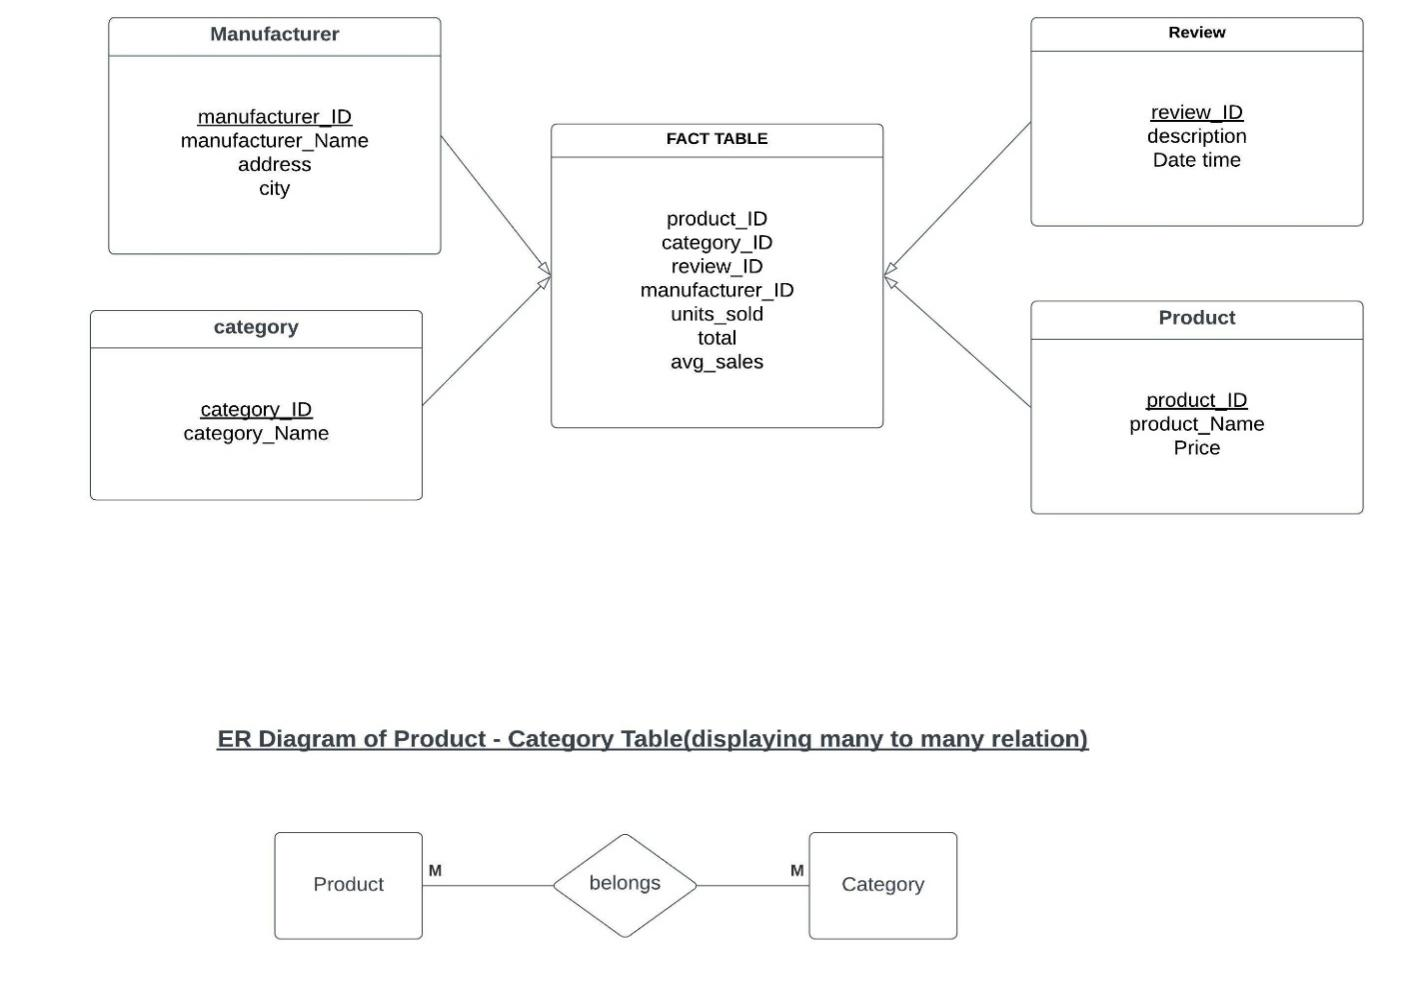 Manufacturer
manufacturer_ID
manufacturer_Name
address
city
category
category_ID
category_Name
FACT TABLE
product_ID
category_ID
review_ID
manufacturer_ID
units_sold
total
avg_sales
Review
review_ID
description
Date time
Product
product_ID
product_Name
Price
ER Diagram of Product - Category Table(displaying many to many relation)
Product
M
belongs
M
Category